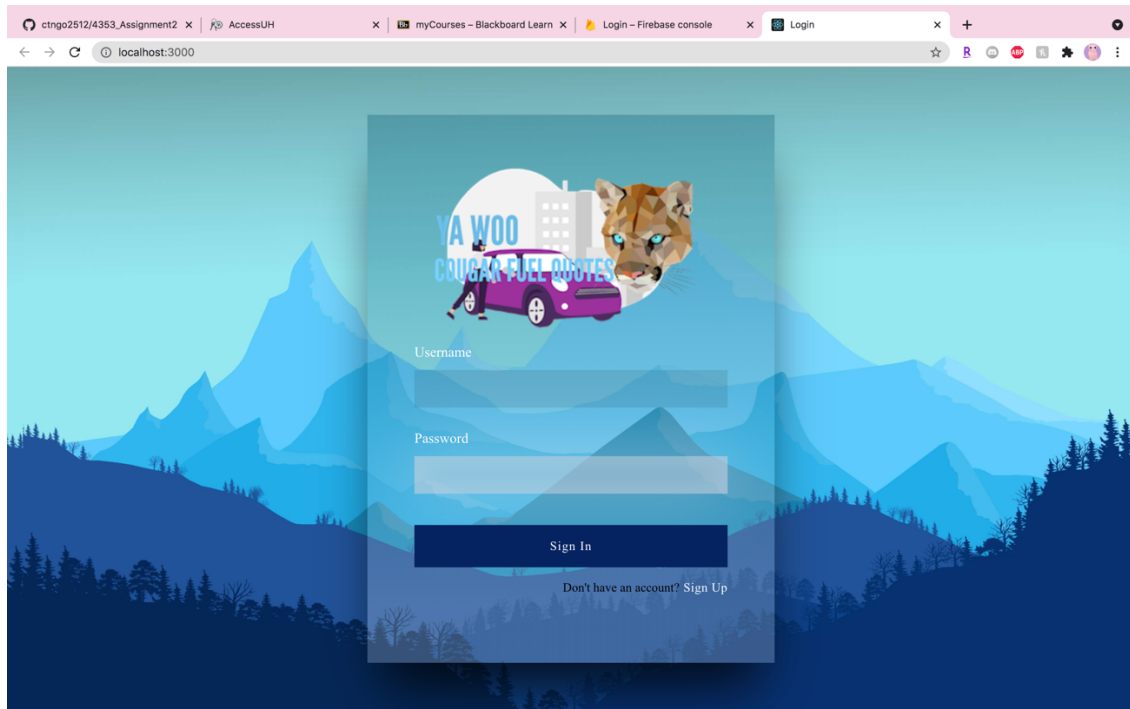 ctngo2512/4353_Assignment2
AccessUH
myCourses – Blackboard Learn
Login – Firebase console
Login
localhost:3000
R
ABP
YA WOO
COUGAR FUEL QUOTES
Username
Password
Sign In
Don't have an account? Sign Up